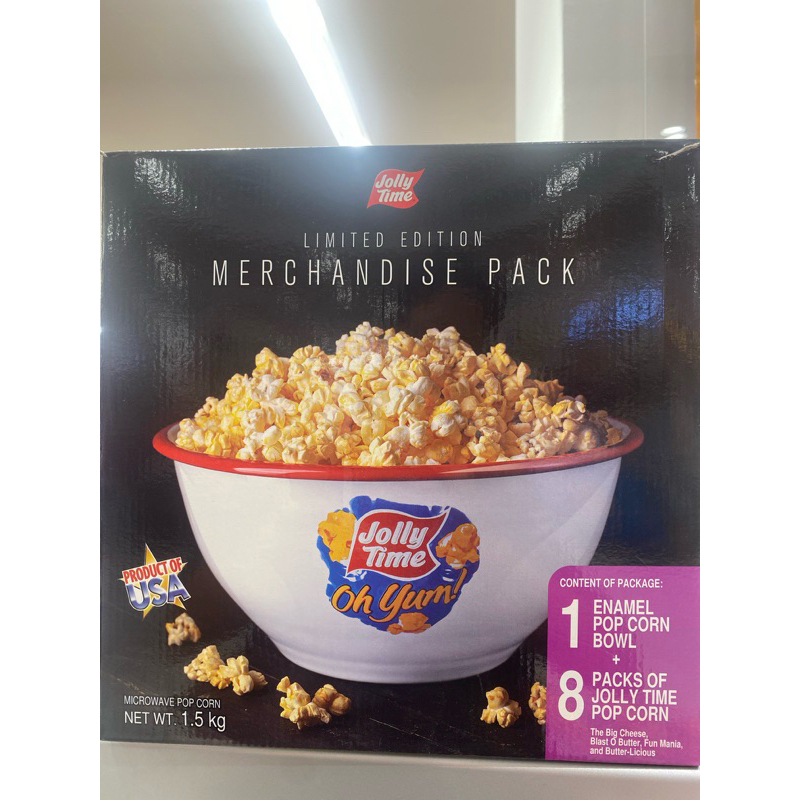 Jolly
Time
LIMITED EDITION
MERCHANDISE PACK
Jolly
Time
Oh Yum!
PRODUCT OF
USA
MICROWAVE POP CORN
NET WT. 1.5 kg
CONTENT OF PACKAGE:
1 ENAMEL
POP CORN
BOWL
+
8 PACKS OF
JOLLY TIME
POP CORN
The Big Cheese,
Blast O Butter, Fun Mania,
and Butter-Licious